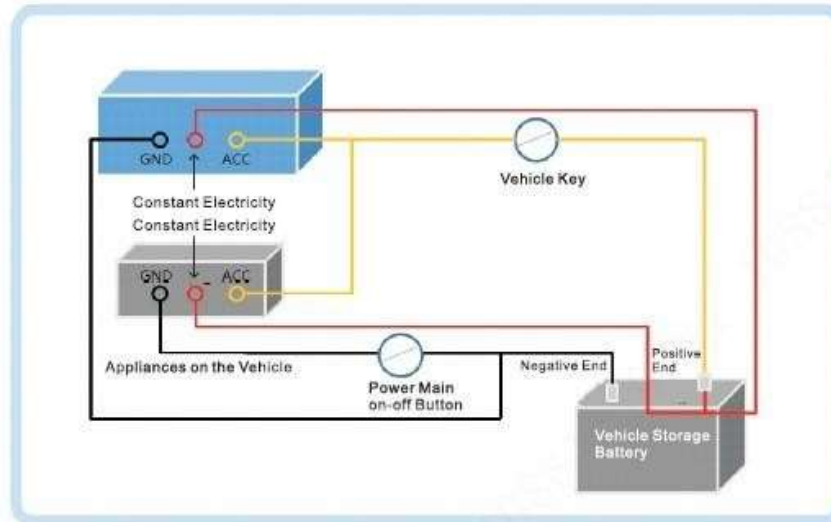 GND
ACC
Constant Electricity
Constant Electricity
GND
ACC
Vehicle Key
Appliances on the Vehicle
Power Main
on-off Button
Negative End
Positive
End
Vehicle Storage
Battery